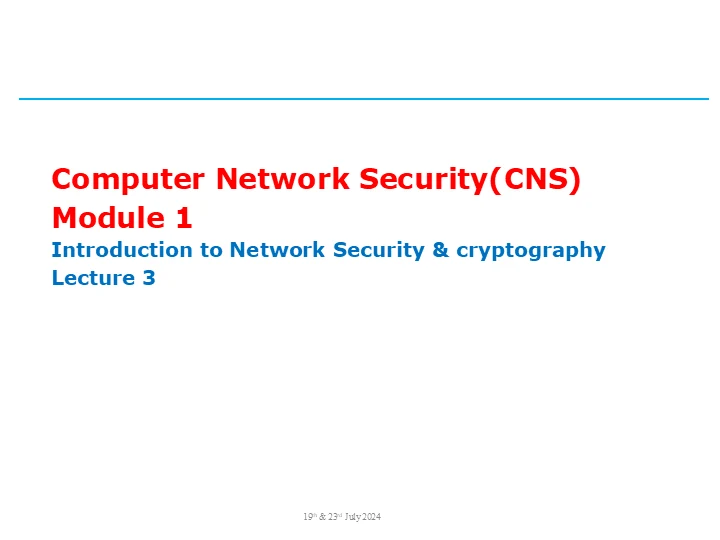 Computer Network Security(CNS)
Module 1
Introduction to Network Security & cryptography
Lecture 3
19th & 23rd July 2024